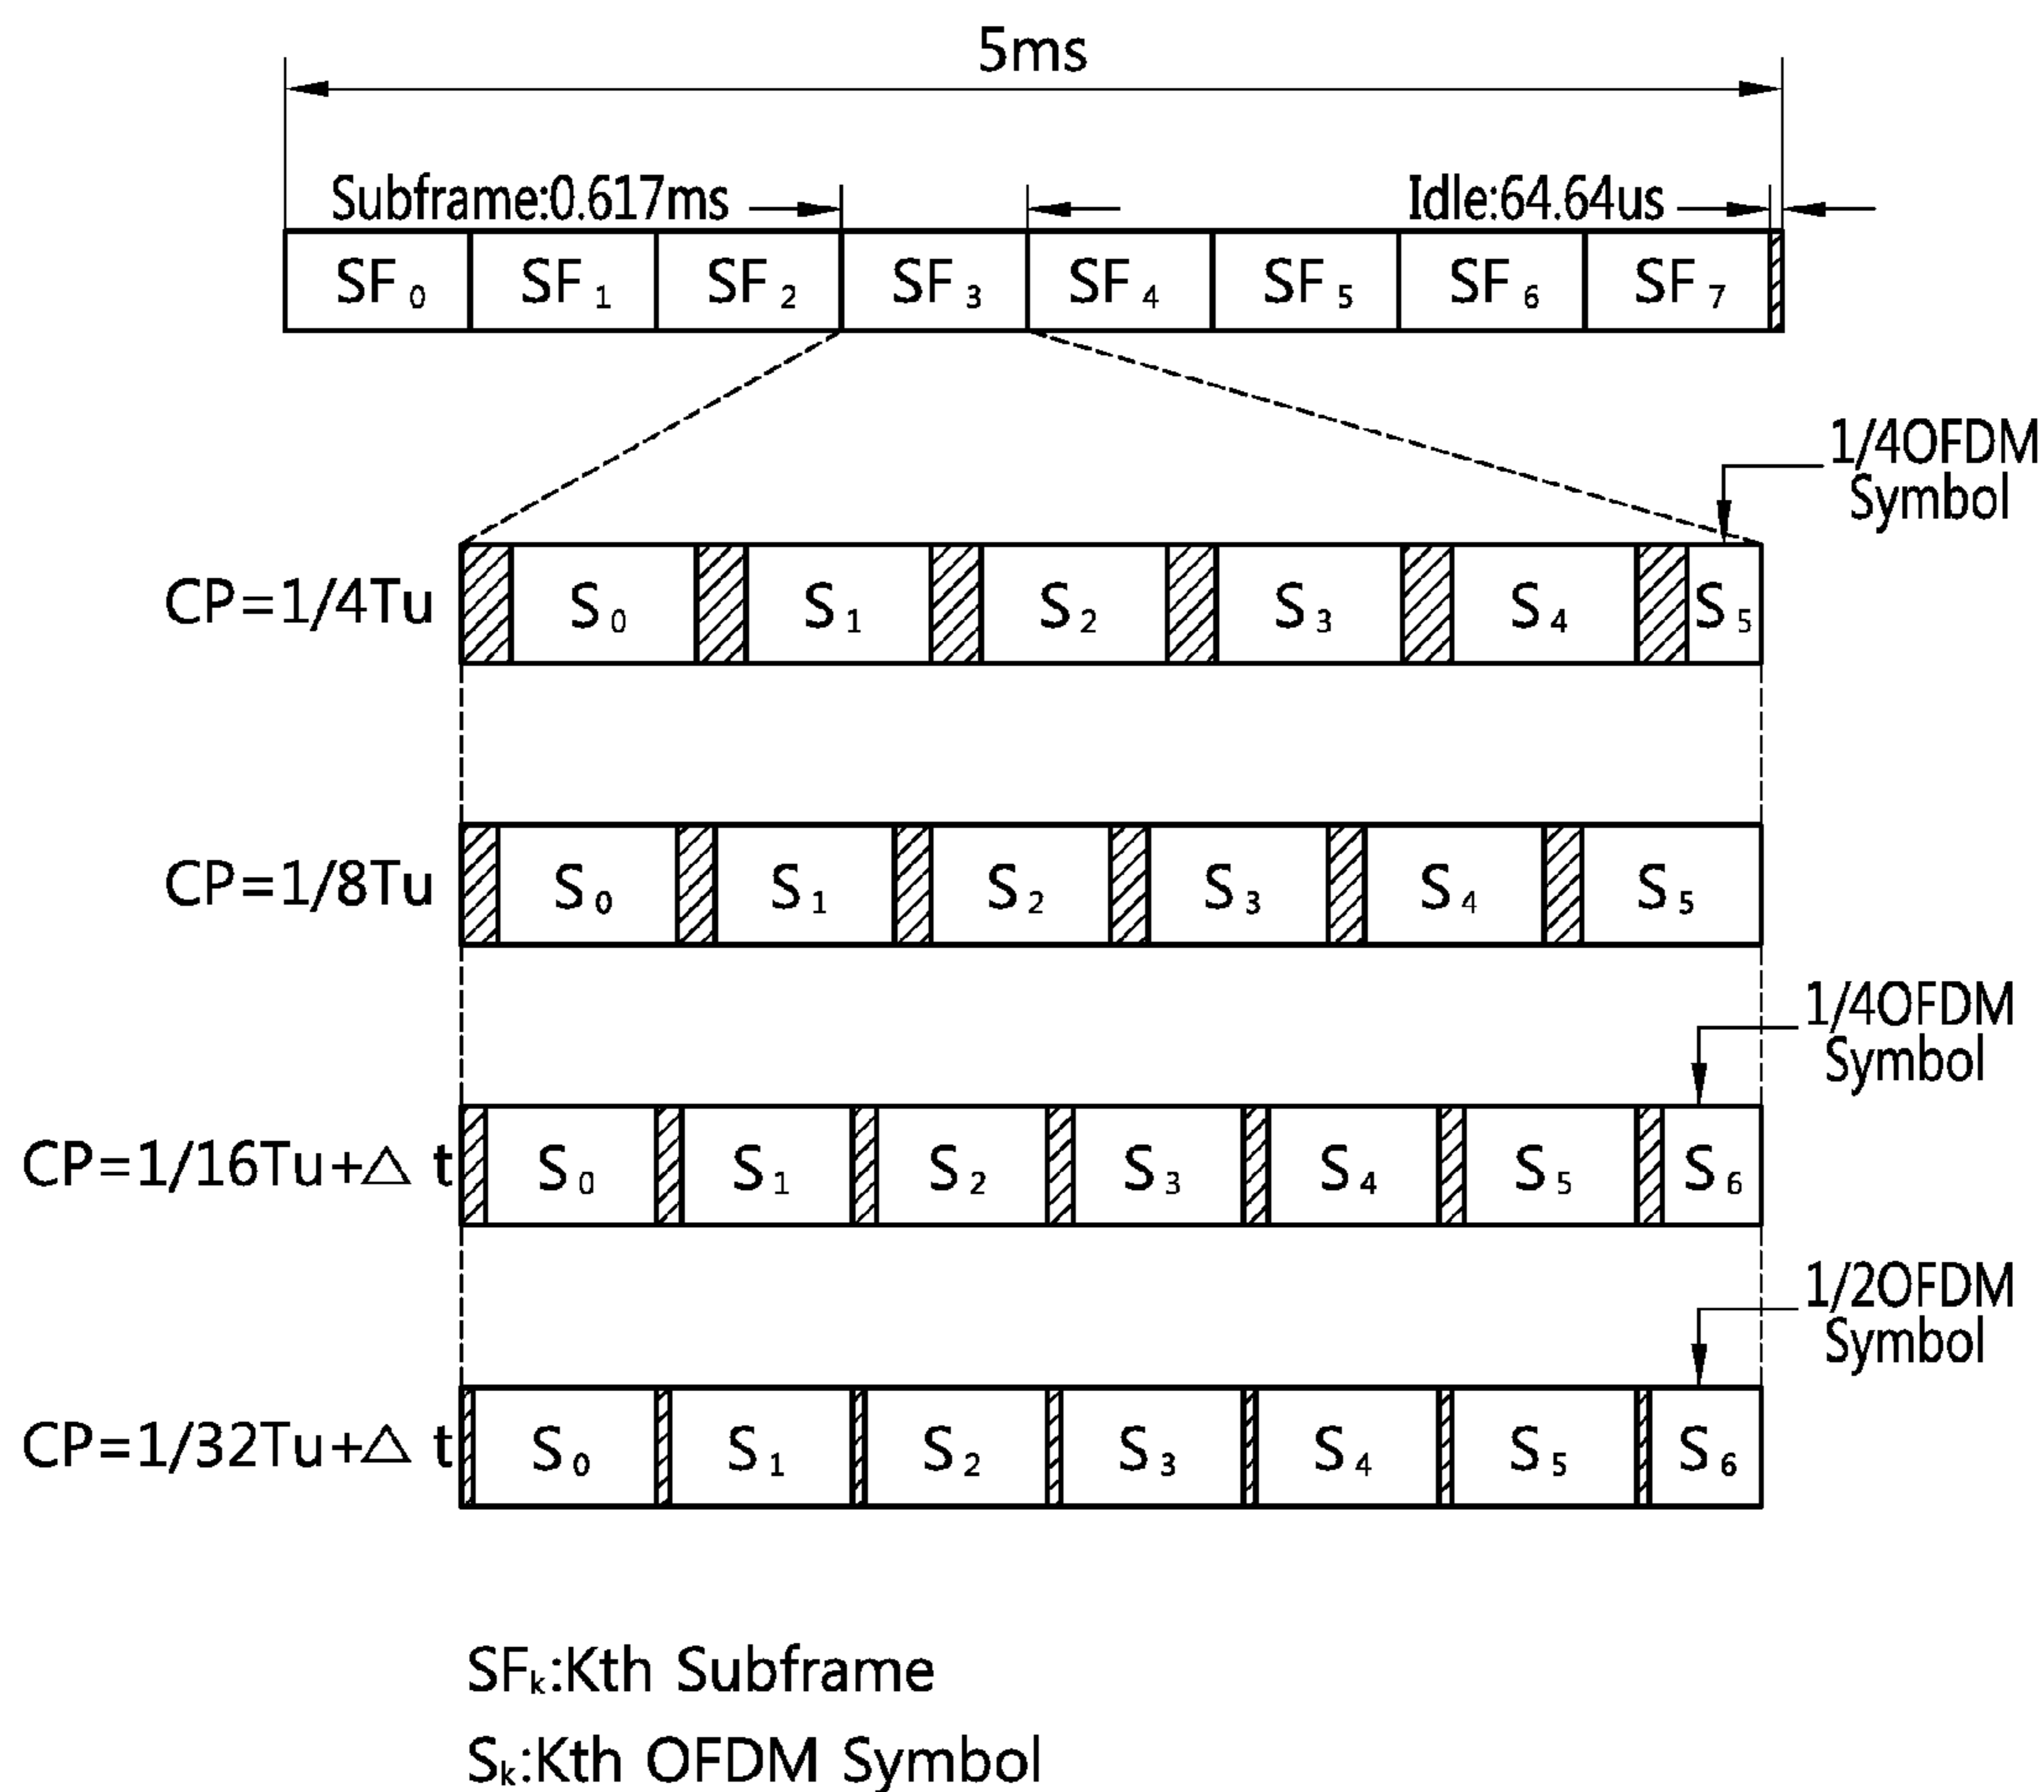 5ms
Subframe:0.617ms
Idle:64.64us
SF0 SF1 SF2 SF3 SF4 SF5 SF6 SF7
1/4OFDM
Symbol
CP=1/4Tu S0 S1 S2 S3 S4 S5
CP=1/8Tu S0 S1 S2 S3 S4 S5
1/4OFDM
Symbol
CP=1/16Tu+△ t S0 S1 S2 S3 S4 S5 S6
1/2OFDM
Symbol
CP=1/32Tu+△ t S0 S1 S2 S3 S4 S5 S6
SFk:Kth Subframe
Sk:Kth OFDM Symbol